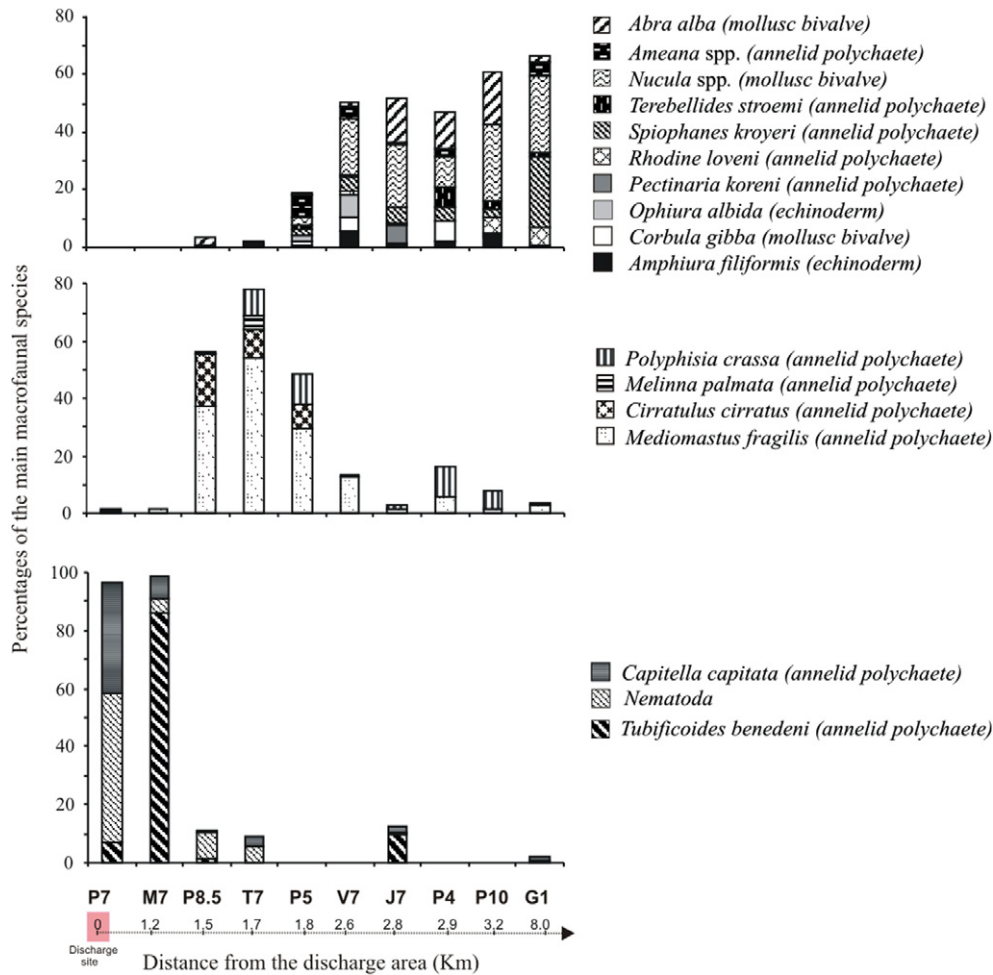 Percentages of the main macrofaunal species
80
60
40
20
0
Abra alba (mollusc bivalve)
Ameana spp. (annelid polychaete)
Nucula spp. (mollusc bivalve)
Terebellides stroemi (annelid polychaete)
Spiophanes kroyeri (annelid polychaete)
Rhodine loveni (annelid polychaete)
Pectinaria koreni (annelid polychaete)
Ophiura albida (echinoderm)
Corbula gibba (mollusc bivalve)
Amphiura filiformis (echinoderm)
80
60
40
20
0
Polyphisia crassa (annelid polychaete)
Melinna palmata (annelid polychaete)
Cirratulus cirratus (annelid polychaete)
Mediomastus fragilis (annelid polychaete)
100
80
60
40
20
0
Capitella capitata (annelid polychaete)
Nematoda
Tubificoides benedeni (annelid polychaete)
P7 M7 P8.5 T7 P5 V7 J7 P4 P10 G1
0 1,2 1,5 1,7 1,8 2,6 2,8 2,9 3,2 8.0
Discharge
site
Distance from the discharge area (Km)